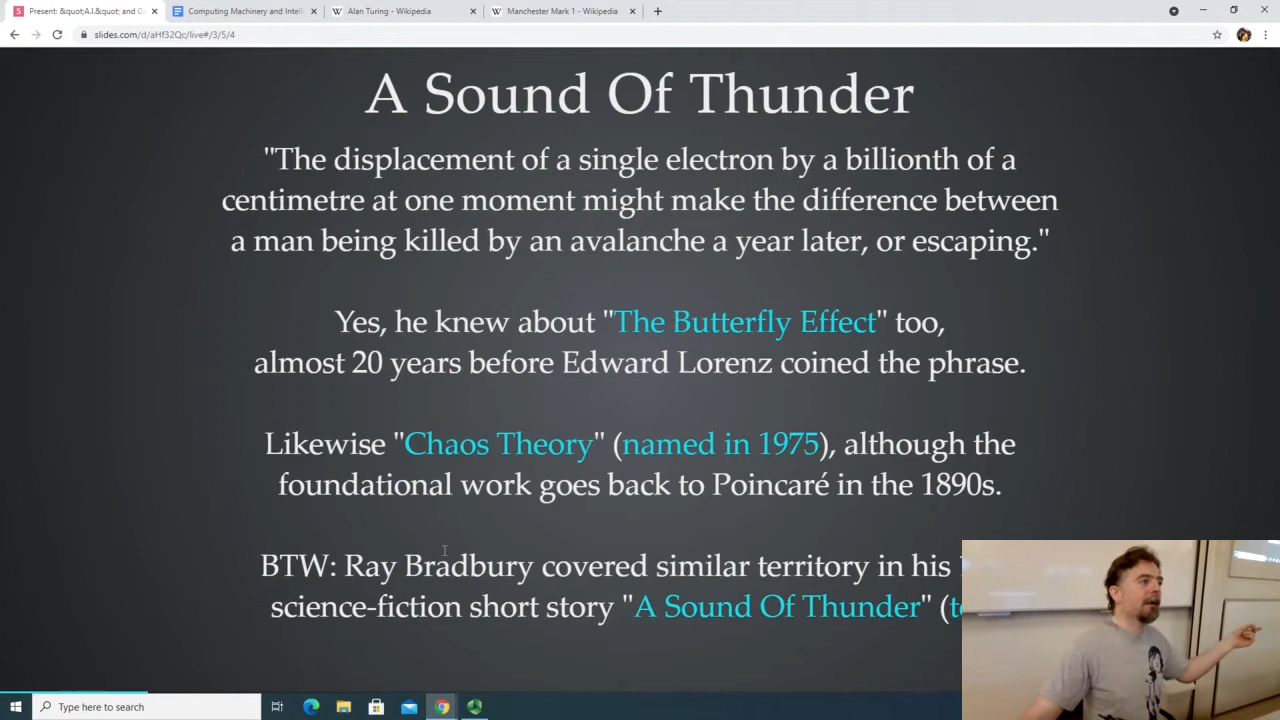 Present: &quot;A.I.&quot; and G
Computing Machinery and Intelli
Alan Turing - Wikipedia
Manchester Mark 1 - Wikipedia
slides.com/d/aHf32Qc/live#/3/5/4
A Sound Of Thunder
"The displacement of a single electron by a billionth of a
centimetre at one moment might make the difference between
a man being killed by an avalanche a year later, or escaping."
Yes, he knew about "The Butterfly Effect" too,
almost 20 years before Edward Lorenz coined the phrase.
Likewise "Chaos Theory" (named in 1975), although the
foundational work goes back to Poincaré in the 1890s.
BTW: Ray Bradbury covered similar territory in his
science-fiction short story "A Sound Of Thunder" (
Type here to search